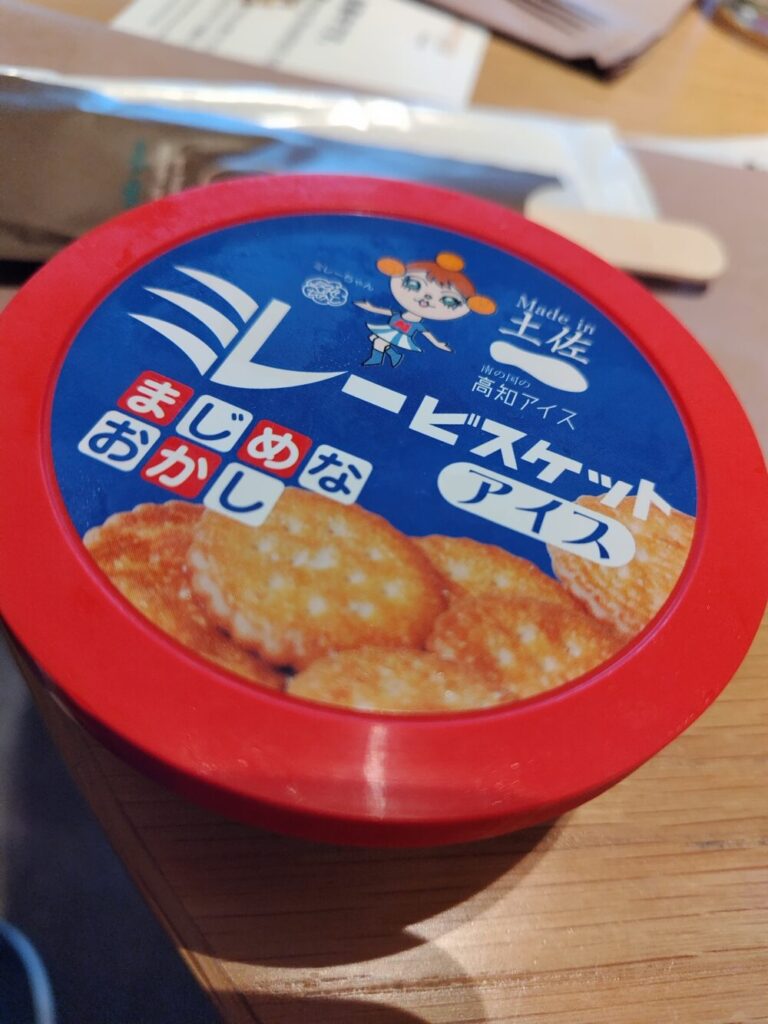 ミレーちゃん
Made in
土佐
南の国の
高知アイス
ミレービスケット
アイス
まじめな
おかし